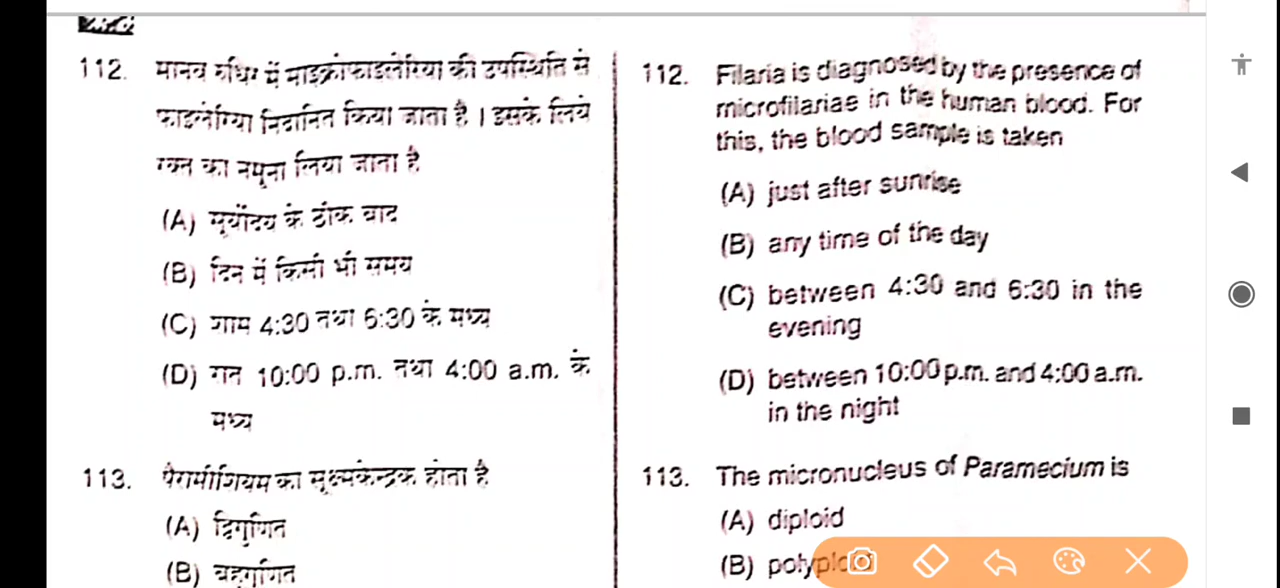 112. मानव रुधिर में माइक्रोफाइलेरिया की उपस्थिति से
फाइलेरिया निदानित किया जाता है । इसके लिये
रक्त का नमूना लिया जाता है
(A) सूर्योदय के ठीक बाद
(B) दिन में किसी भी समय
(C) शाम 4:30 तथा 6:30 के मध्य
(D) रात 10:00 p.m. तथा 4:00 a.m. के
मध्य
113. पैरामीशियम का सूक्ष्मकेन्द्रक होता है
(A) द्विगुणित
(B) बहुगुणित
112. Filaria is diagnosed by the presence of
microfilariae in the human blood. For
this, the blood sample is taken
(A) just after sunrise
(B) any time of the day
(C) between 4:30 and 6:30 in the
evening
(D) between 10:00 p.m. and 4:00 a.m.
in the night
113. The micronucleus of Paramecium is
(A) diploid
(B) polyploid